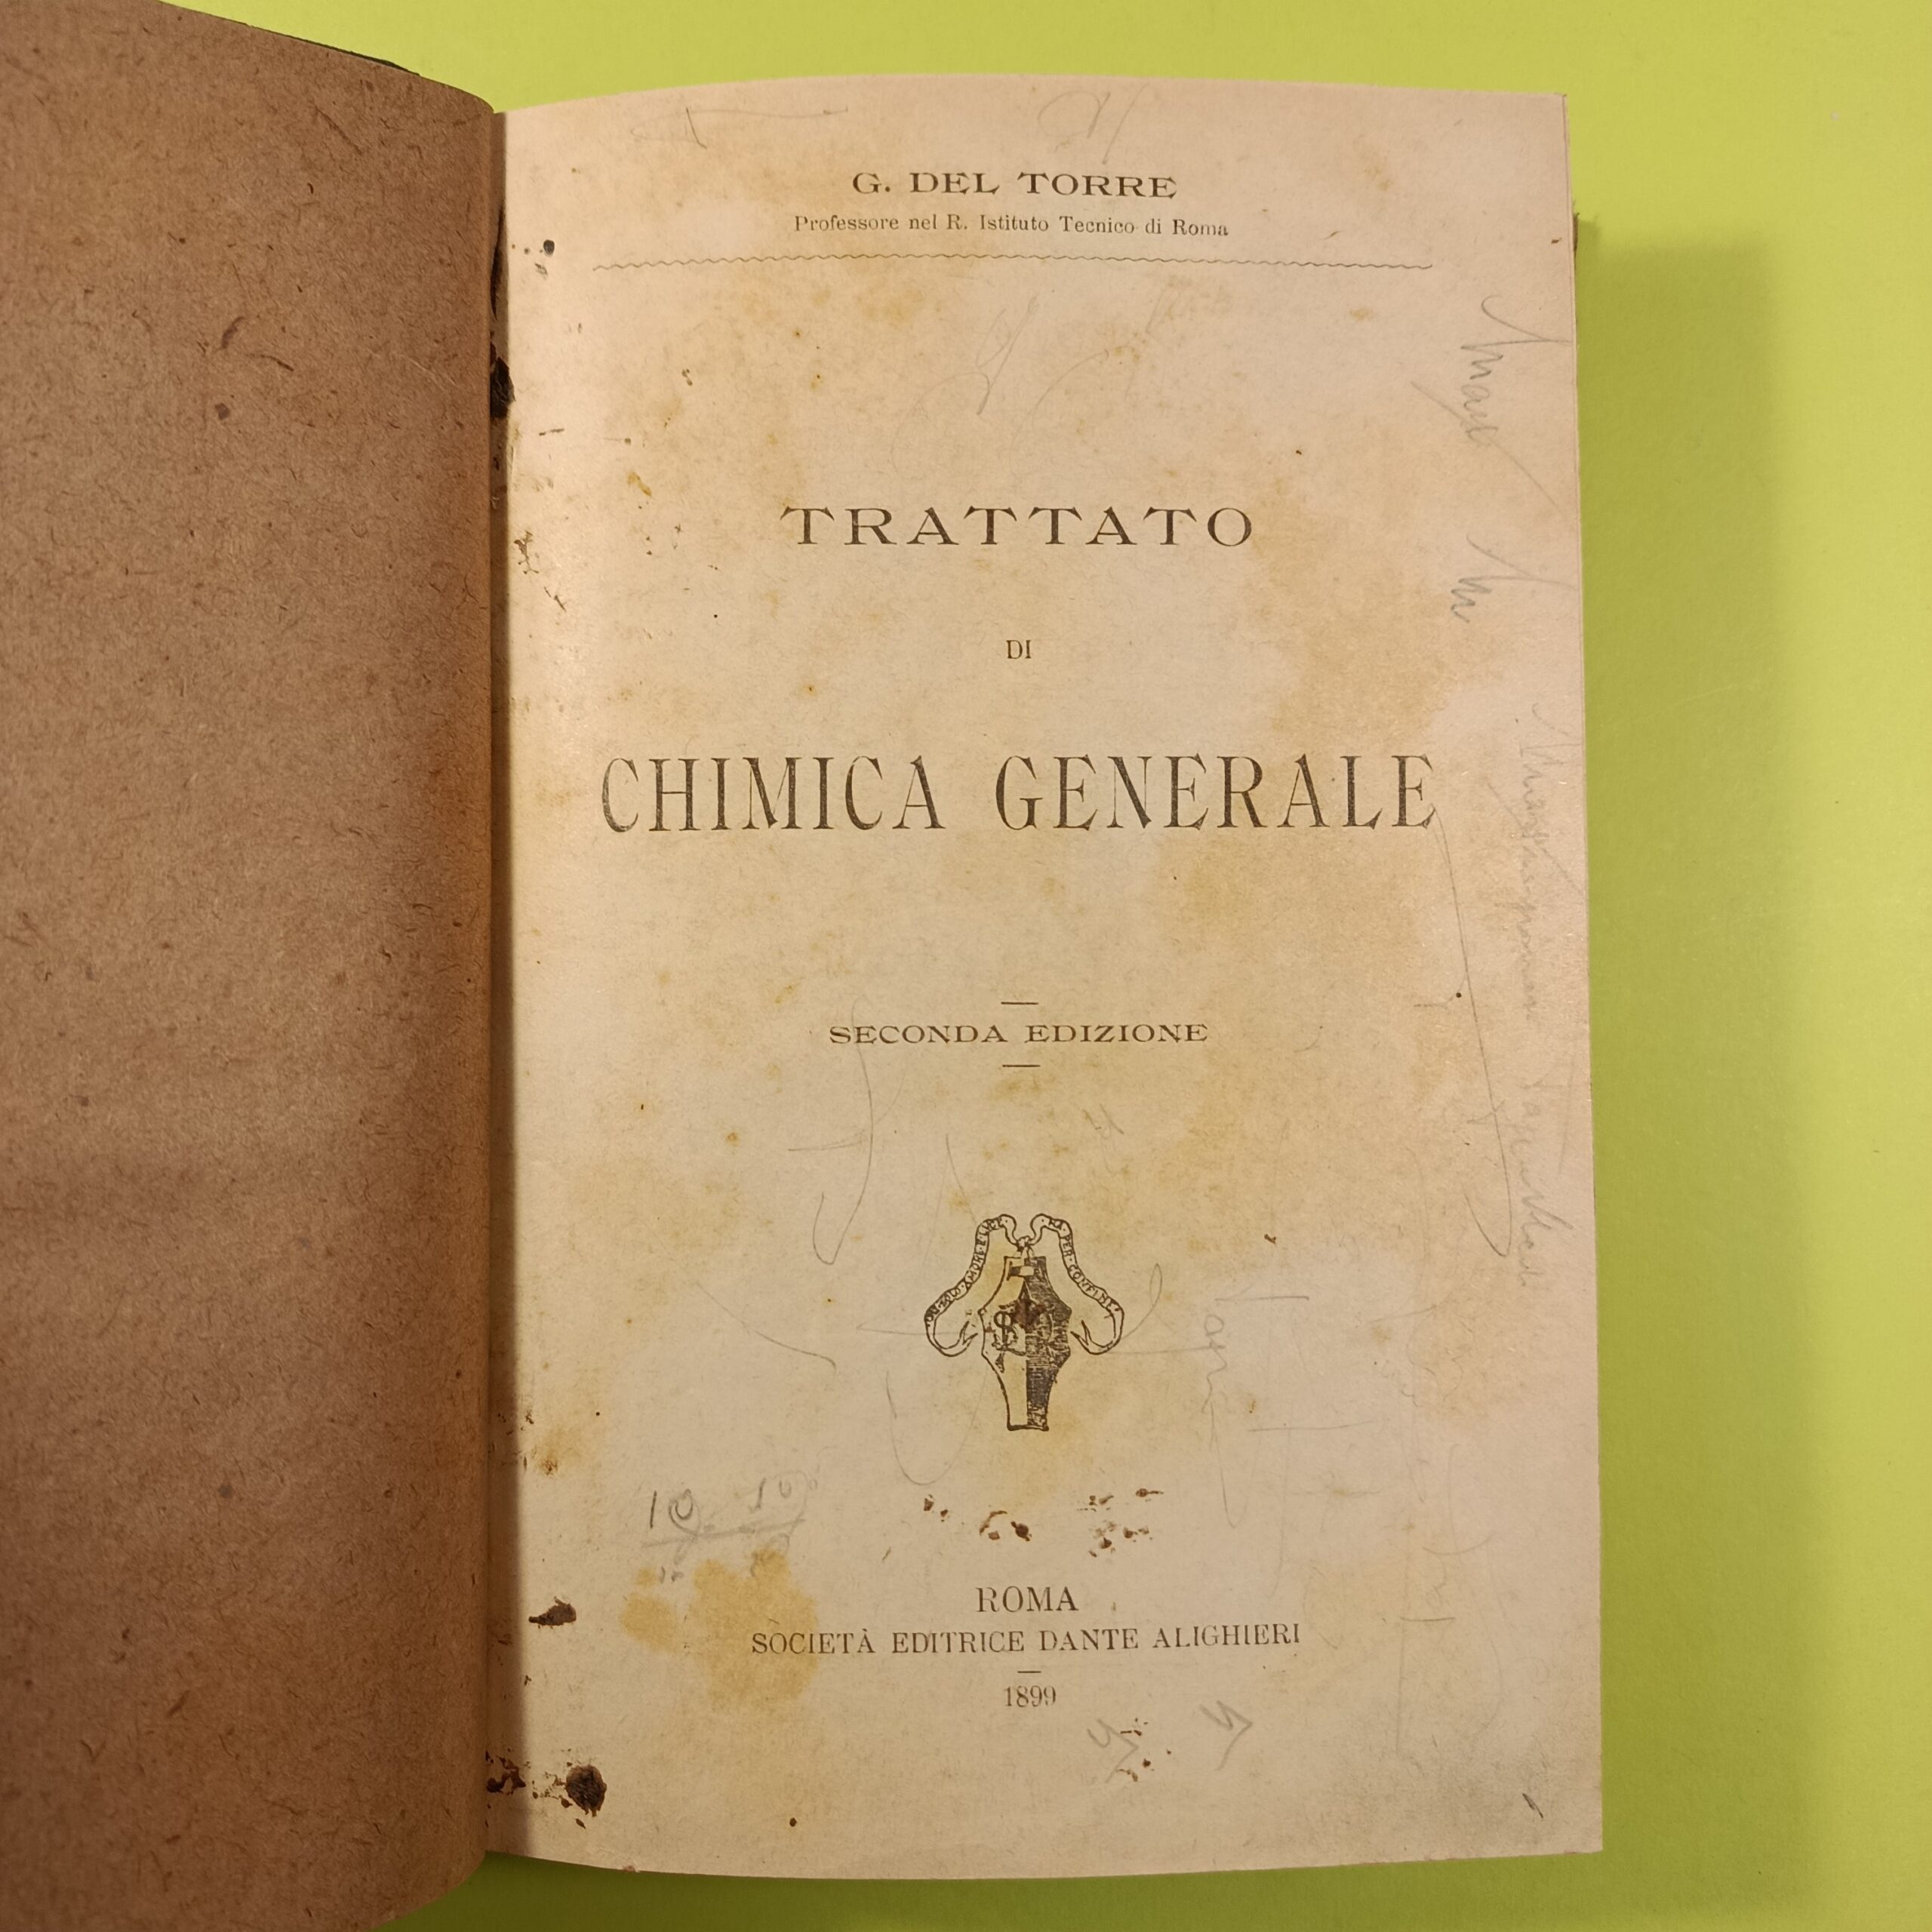 G. DEL TORRE
Professore nel R. Istituto Tecnico di Roma
TRATTATO
DI
CHIMICA GENERALE
SECONDA EDIZIONE
ROMA
SOCIETÀ EDITRICE DANTE ALIGHIERI
1899